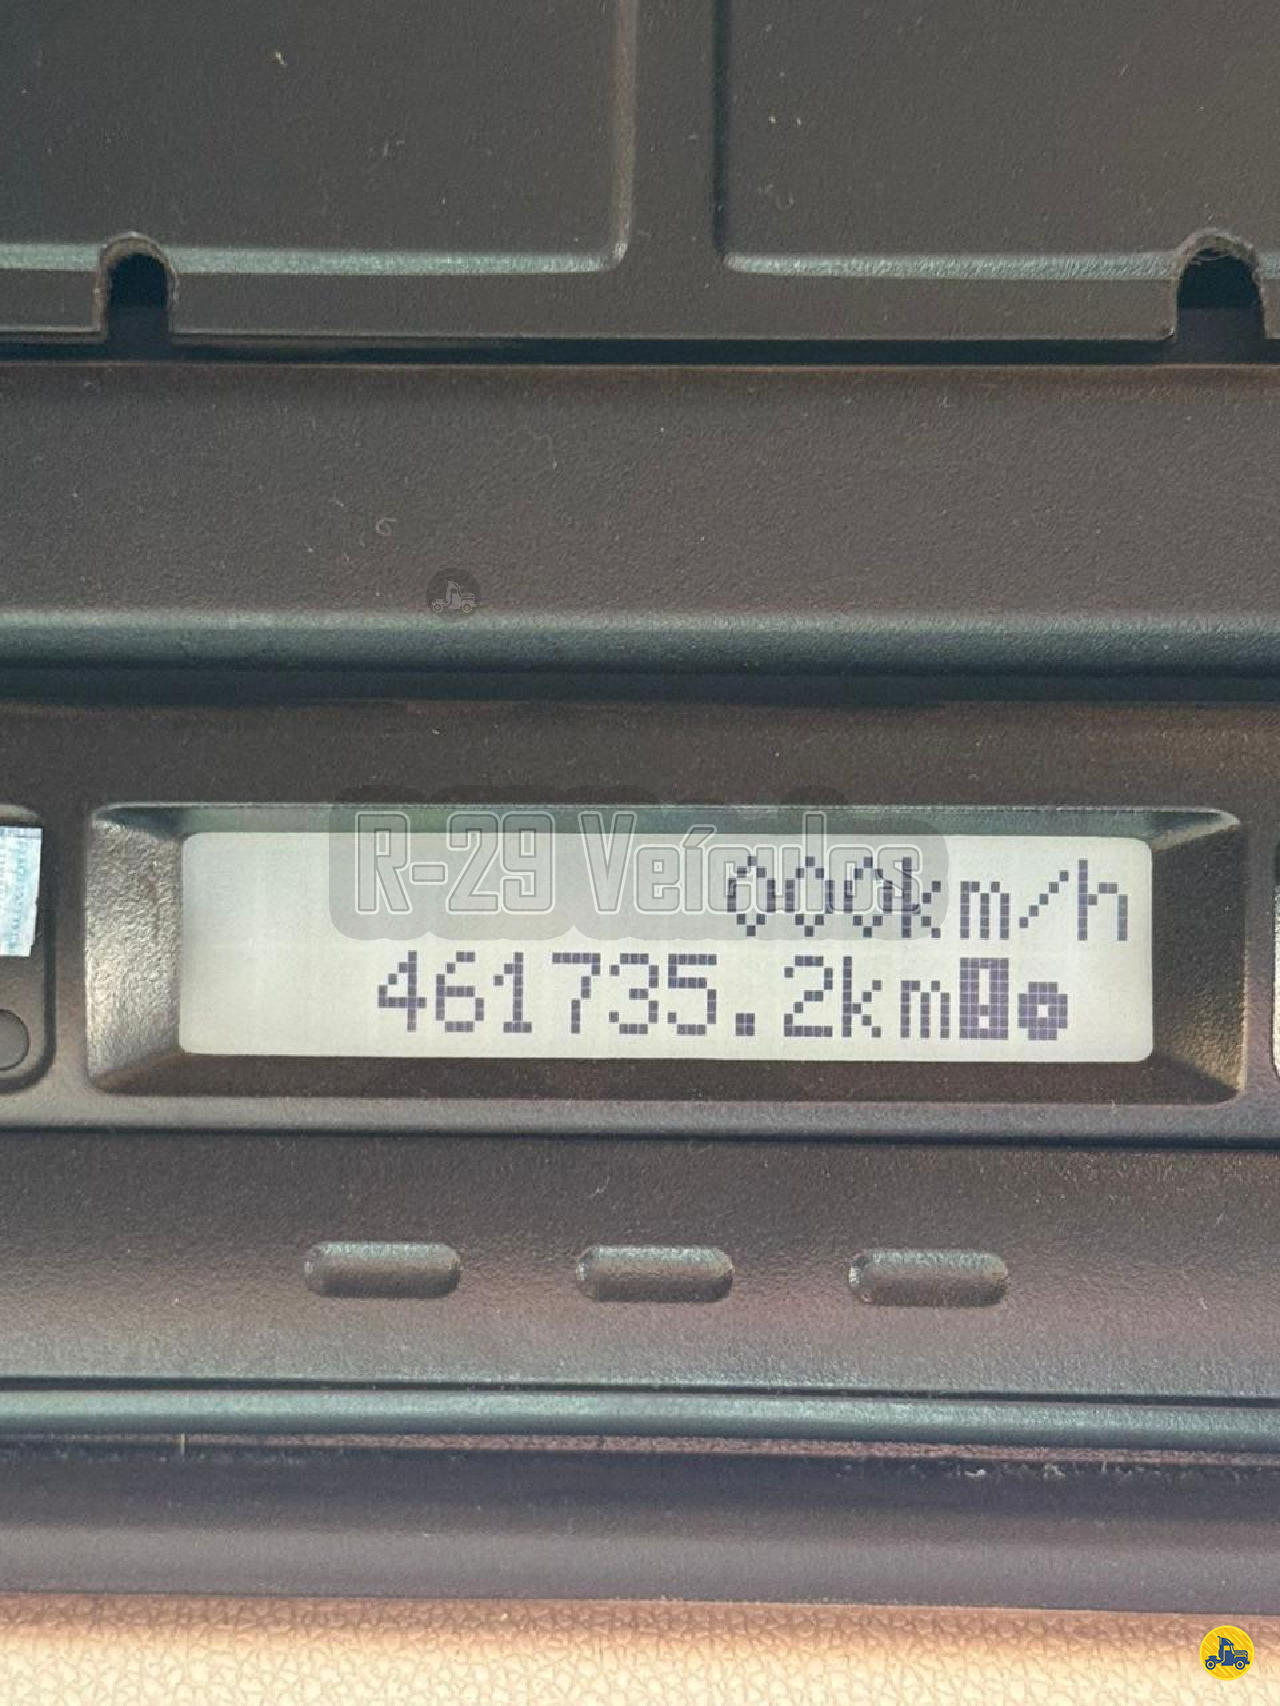 R-29 Veículos
000km/h
461735.2km